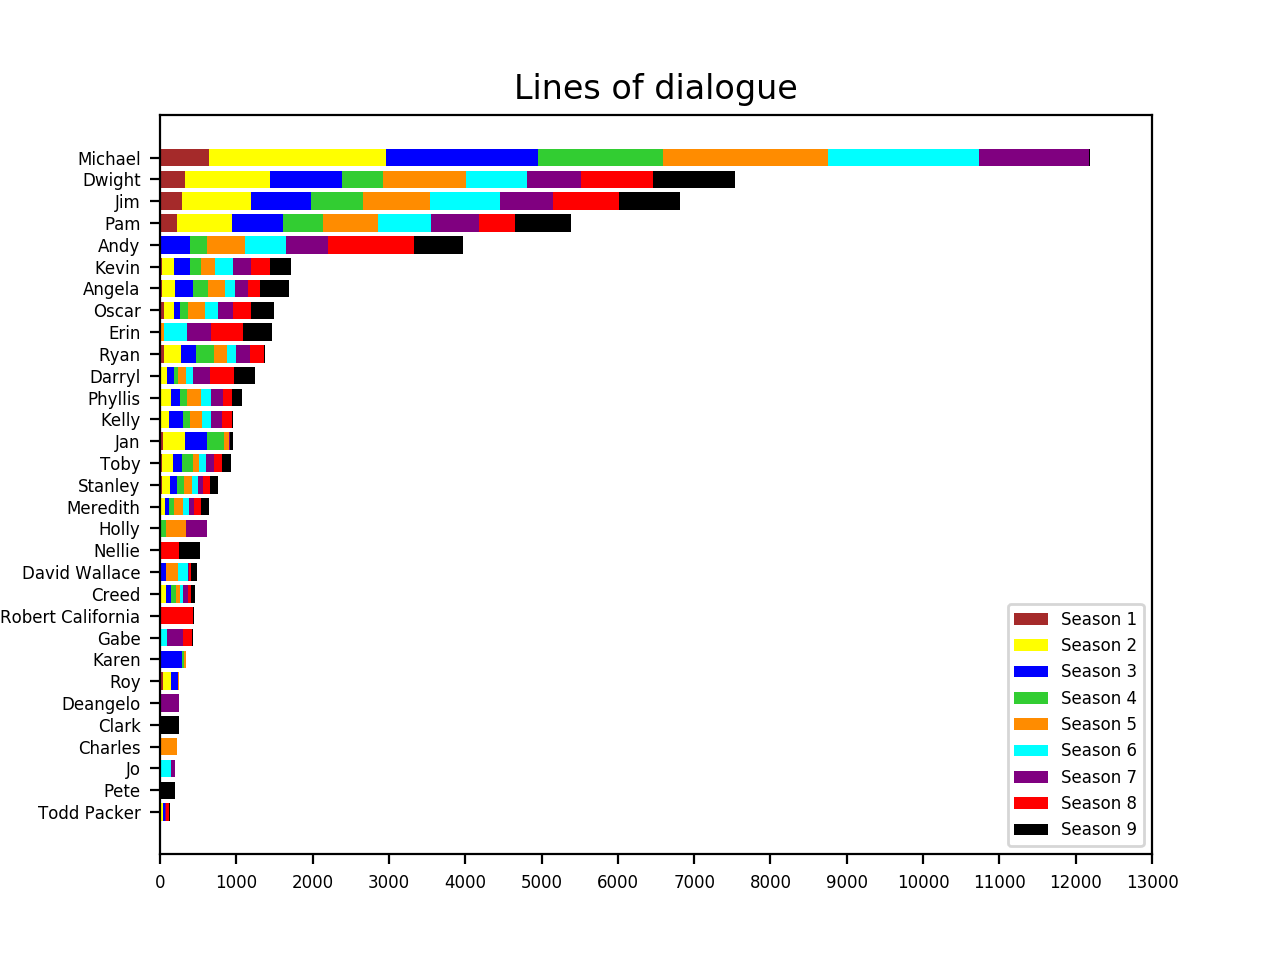 Lines of dialogue
Michael
Dwight
Jim
Pam
Andy
Kevin
Angela
Oscar
Erin
Ryan
Darryl
Phyllis
Kelly
Jan
Toby
Stanley
Meredith
Holly
Nellie
David Wallace
Creed
Robert California
Gabe
Karen
Roy
Deangelo
Clark
Charles
Jo
Pete
Todd Packer
Season 1
Season 2
Season 3
Season 4
Season 5
Season 6
Season 7
Season 8
Season 9
0 1000 2000 3000 4000 5000 6000 7000 8000 9000 10000 11000 12000 13000